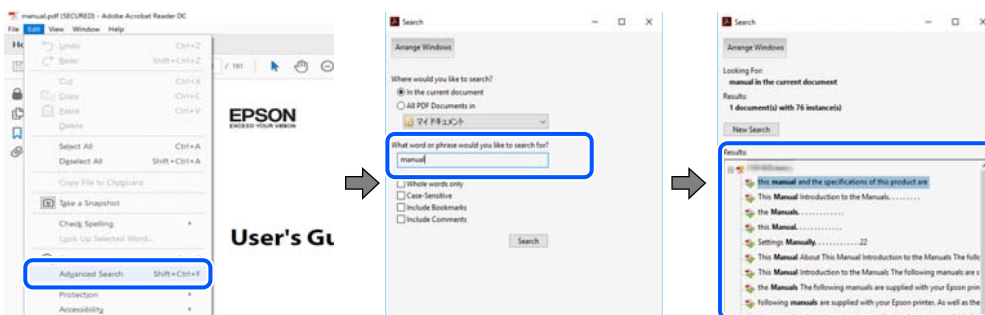 manual.pdf (SECURED) - Adobe Acrobat Reader DC
File Edit View Window Help
Undo Ctrl+Z
Redo Shift+Ctrl+Z
Cut Ctrl+X
Copy Ctrl+C
Paste Ctrl+V
Delete
Select All Ctrl+A
Deselect All Shift+Ctrl+A
Copy File to Clipboard
Take a Snapshot
Check Spelling
Look Up Selected Word...
Advanced Search Shift+Ctrl+F
Protection
Accessibility
/ 191
EPSON
EXCEED YOUR VISION
User's Gu
Search
Arrange Windows
Where would you like to search?
In the current document
All PDF Documents in
マイ ドキュメント
What word or phrase would you like to search for?
manual
Whole words only
Case-Sensitive
Include Bookmarks
Include Comments
Search
Search
Arrange Windows
Looking For:
manual in the current document
Results:
1 document(s) with 76 instance(s)
New Search
Results:
this manual and the specifications of this product are
This Manual Introduction to the Manuals. . . . . . . . .
the Manuals. . . . . . . . . . . . .
this Manual. . . . . . . . . . . . .
Settings Manually. . . . . . . . . . . . .22
This Manual About This Manual Introduction to the Manuals The follo
This Manual Introduction to the Manuals The following manuals are s
the Manuals The following manuals are supplied with your Epson prin
following manuals are supplied with your Epson printer. As well as the